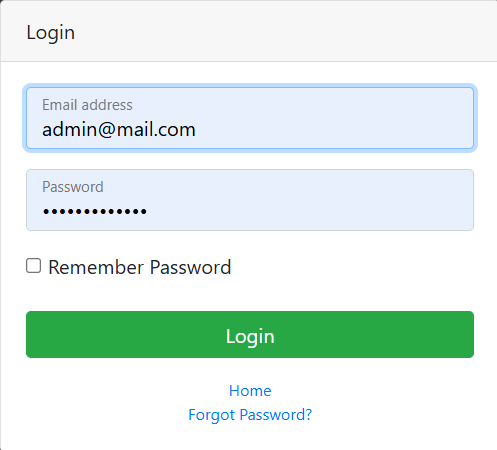 Login
Email address
admin@mail.com
Password
•••••••••••••
Remember Password
Login
Home
Forgot Password?